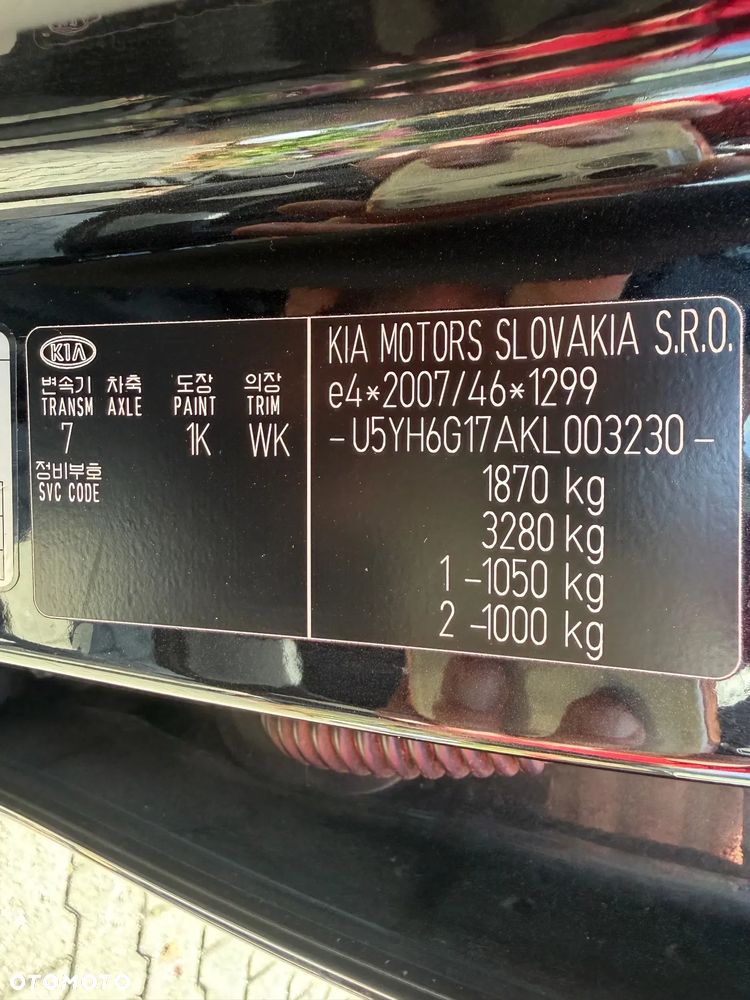 KIA
변속기 차축 도장 의장
TRANSM AXLE PAINT TRIM
7 1K WK
정비부호
SVC CODE
KIA MOTORS SLOVAKIA S.R.O.
e4*2007/46*1299
-U5YH6G17AKL003230-
1870 kg
3280 kg
1-1050 kg
2-1000 kg
OTOMOTO